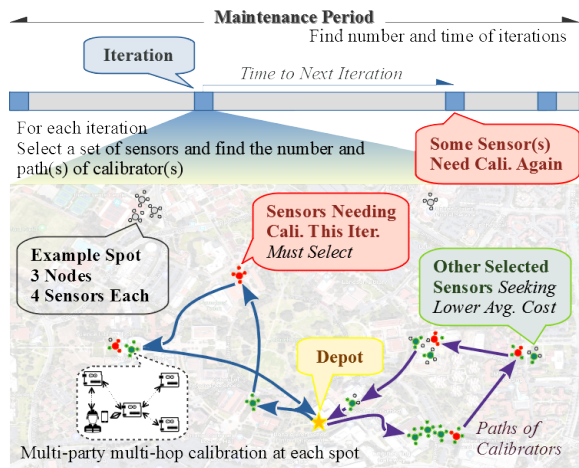 Maintenance Period
Find number and time of iterations
Iteration
Time to Next Iteration
For each iteration
Select a set of sensors and find the number and
path(s) of calibrator(s)
Some Sensor(s)
Need Cali. Again
Sensors Needing
Cali. This Iter.
Must Select
Example Spot
3 Nodes
4 Sensors Each
Other Selected
Sensors Seeking
Lower Avg. Cost
Depot
Paths of
Calibrators
Multi-party multi-hop calibration at each spot